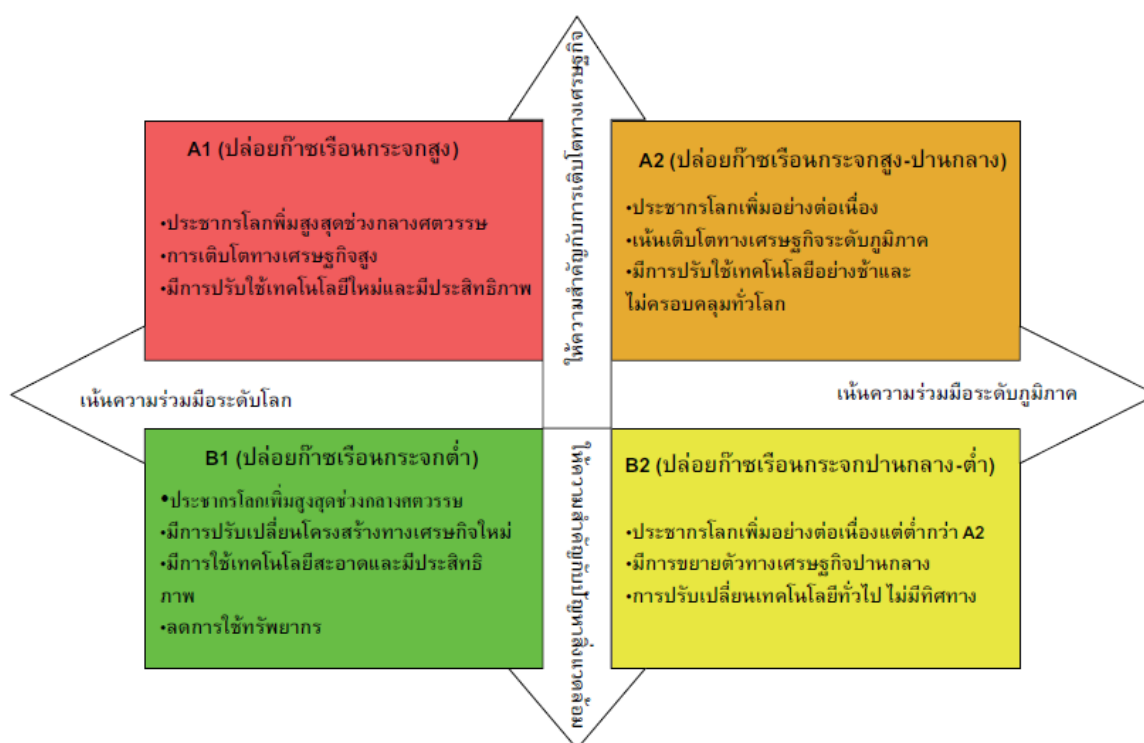 ให้ความสำคัญกับการเติบโตทางเศรษฐกิจ
A1 (ปล่อยก๊าซเรือนกระจกสูง)
•ประชากรโลกพิ่มสูงสุดช่วงกลางศตวรรษ
•การเติบโตทางเศรษฐกิจสูง
•มีการปรับใช้เทคโนโลยีใหม่และมีประสิทธิภาพ
A2 (ปล่อยก๊าซเรือนกระจกสูง-ปานกลาง)
•ประชากรโลกเพิ่มอย่างต่อเนื่อง
•เน้นเติบโตทางเศรษฐกิจระดับภูมิภาค
•มีการปรับใช้เทคโนโลยีอย่างช้าและ
ไม่ครอบคลุมทั่วโลก
เน้นความร่วมมือระดับโลก
เน้นความร่วมมือระดับภูมิภาค
B1 (ปล่อยก๊าซเรือนกระจกต่ำ)
•ประชากรโลกเพิ่มสูงสุดช่วงกลางศตวรรษ
•มีการปรับเปลี่ยนโครงสร้างทางเศรษกิจใหม่
•มีการใช้เทคโนโลยีสะอาดและมีประสิทธิ
ภาพ
•ลดการใช้ทรัพยากร
B2 (ปล่อยก๊าซเรือนกระจกปานกลาง-ต่ำ)
•ประชากรโลกเพิ่มอย่างต่อเนื่องแต่ต่ำกว่า A2
•มีการขยายตัวทางเศรษฐกิจปานกลาง
•การปรับเปลี่ยนเทคโนโลยีทั่วไป ไม่มีทิศทาง
ให้ความสำคัญกับปัญหาสิ่งแวดล้อม